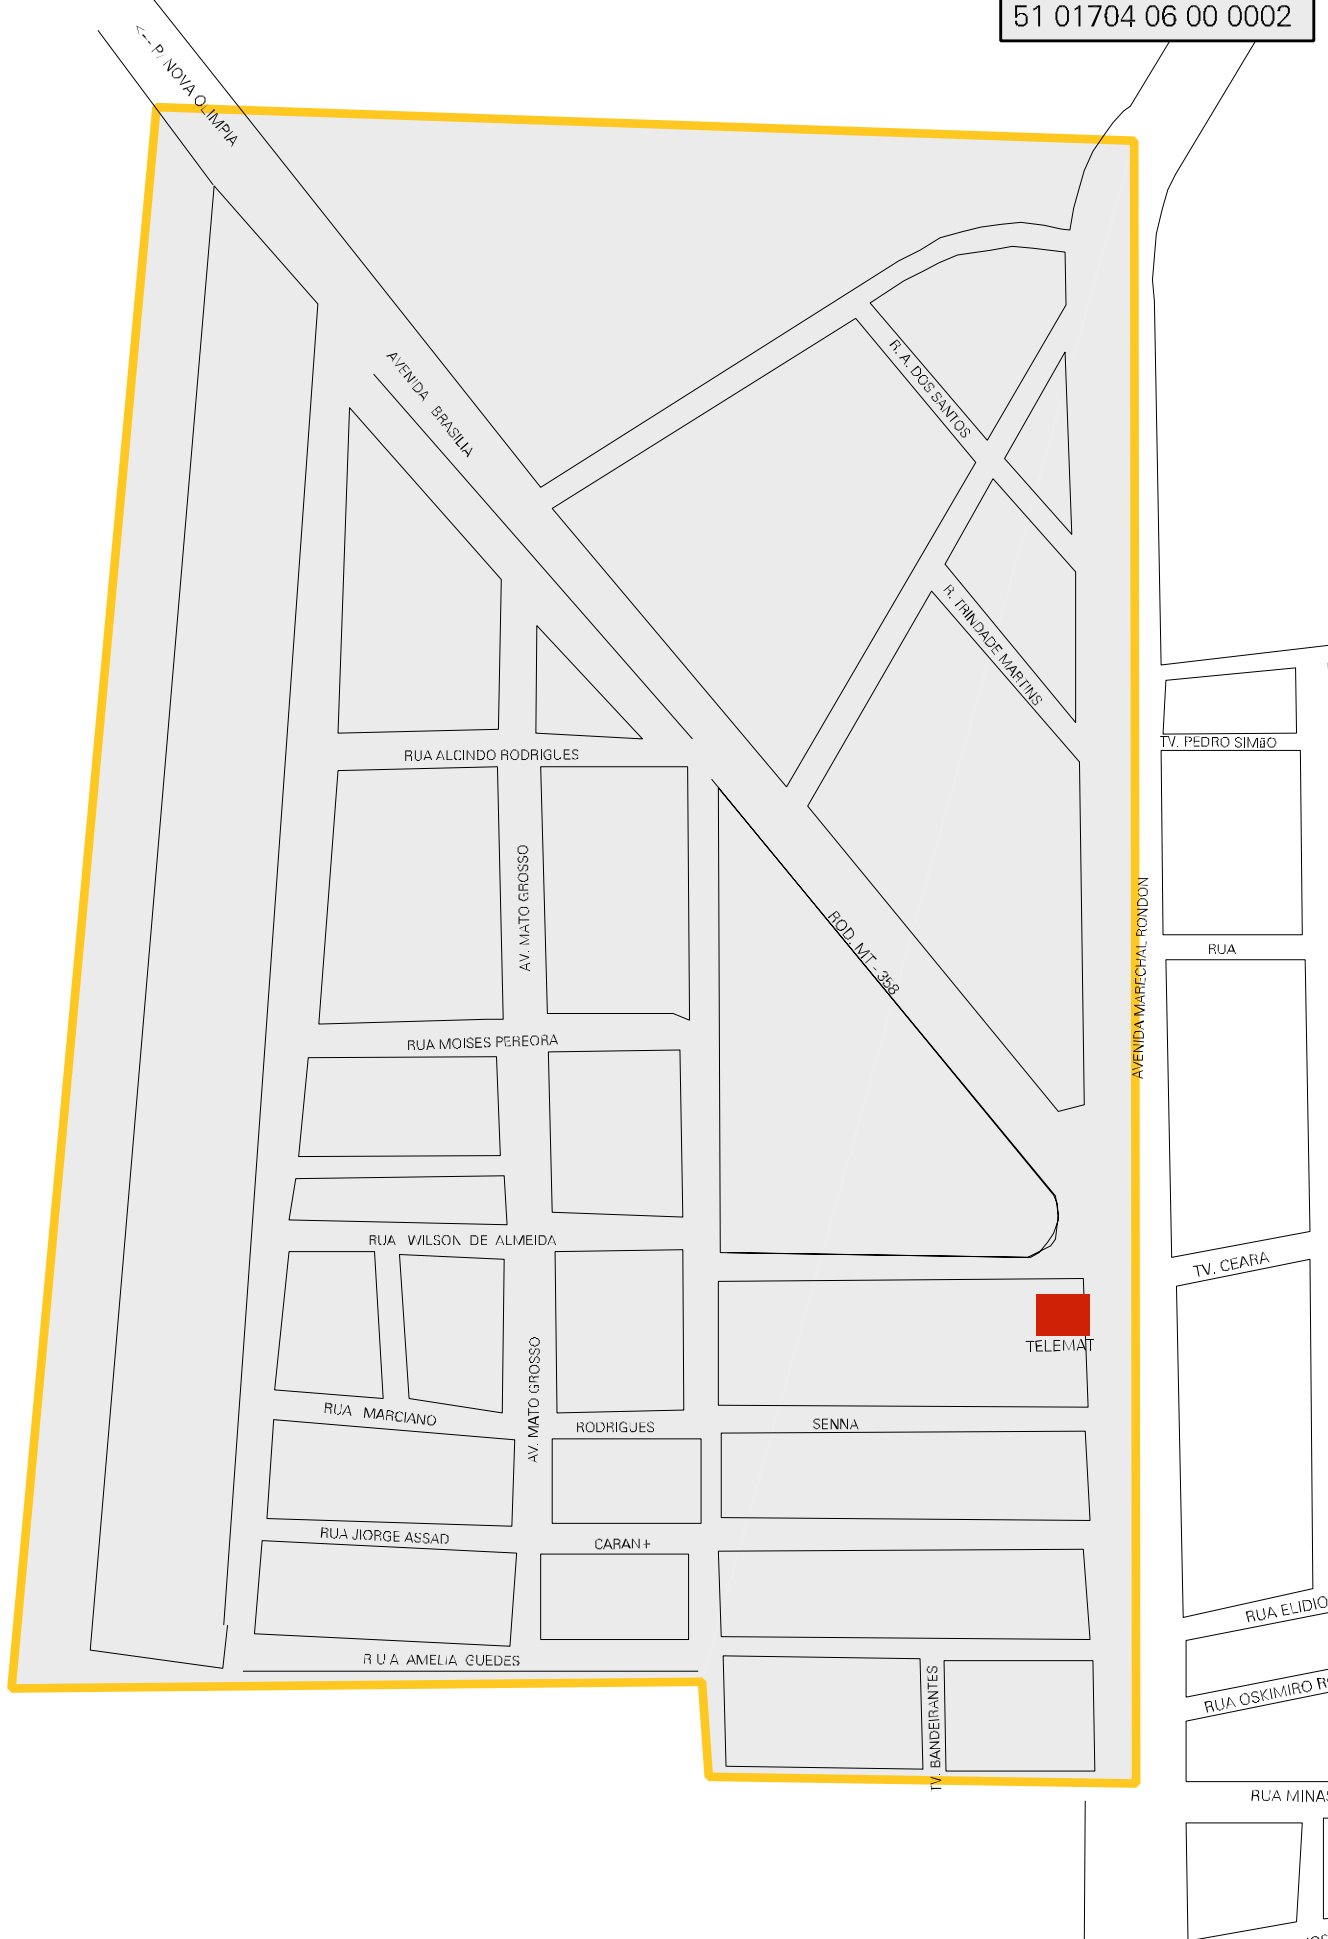 51 01704 06 00 0002
<-- P/ NOVA OLIMPIA
AVENIDA BRASILIA
R. A. DOS SANTOS
R. TRINDADE MARTINS
TV. PEDRO SIMãO
RUA ALCINDO RODRIGUES
AV. MATO GROSSO
ROD. MT - 358
AVENIDA MARECHAL RONDON
RUA
RUA MOISES PEREORA
RUA WILSON DE ALMEIDA
TV. CEARA
TELEMAT
AV. MATO GROSSO
RUA MARCIANO
RODRIGUES
SENNA
RUA JIORGE ASSAD
CARAN+
RUA ELIDIO
RUA AMELIA GUEDES
TV. BANDEIRANTES
RUA OSKIMIRO
RUA MINAS